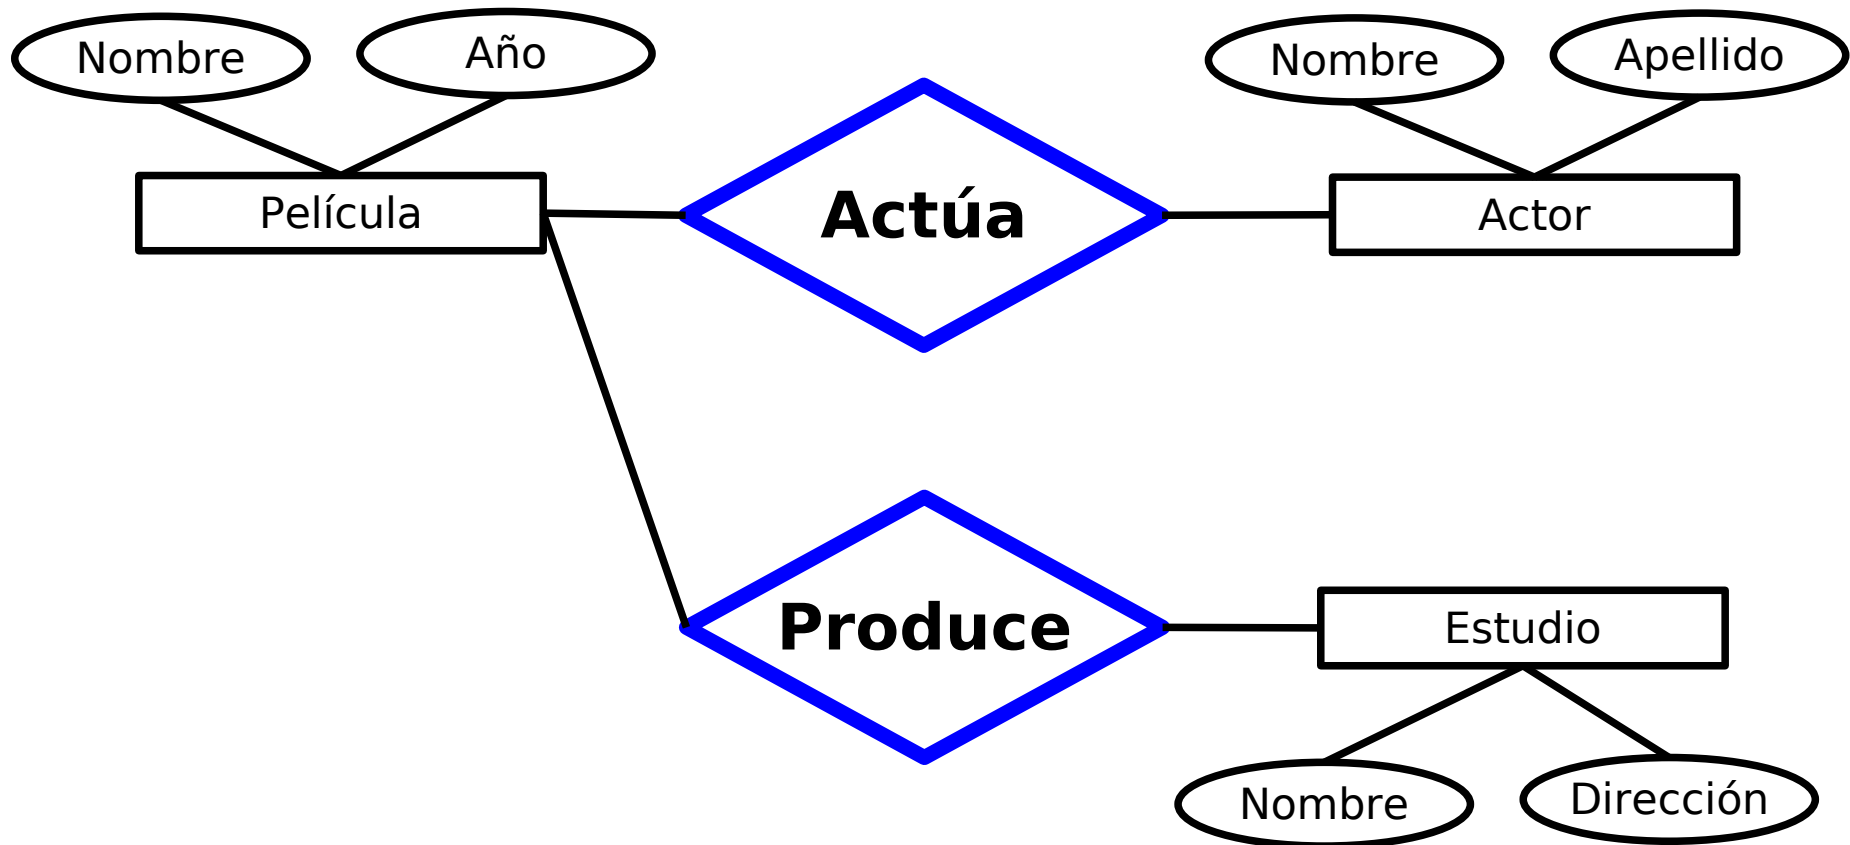 Nombre
Año
Nombre
Apellido
Película
Actúa
Actor
Produce
Estudio
Nombre
Dirección